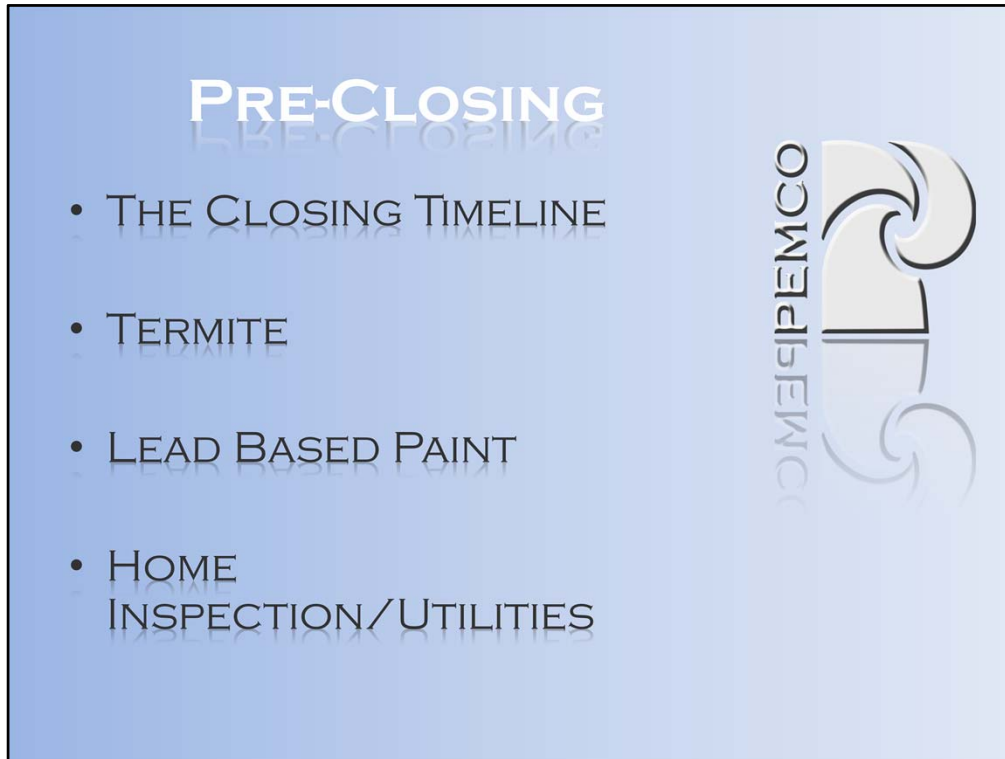 PRE-CLOSING
• THE CLOSING TIMELINE
• TERMITE
• LEAD BASED PAINT
• HOME
INSPECTION/UTILITIES
PEMCO